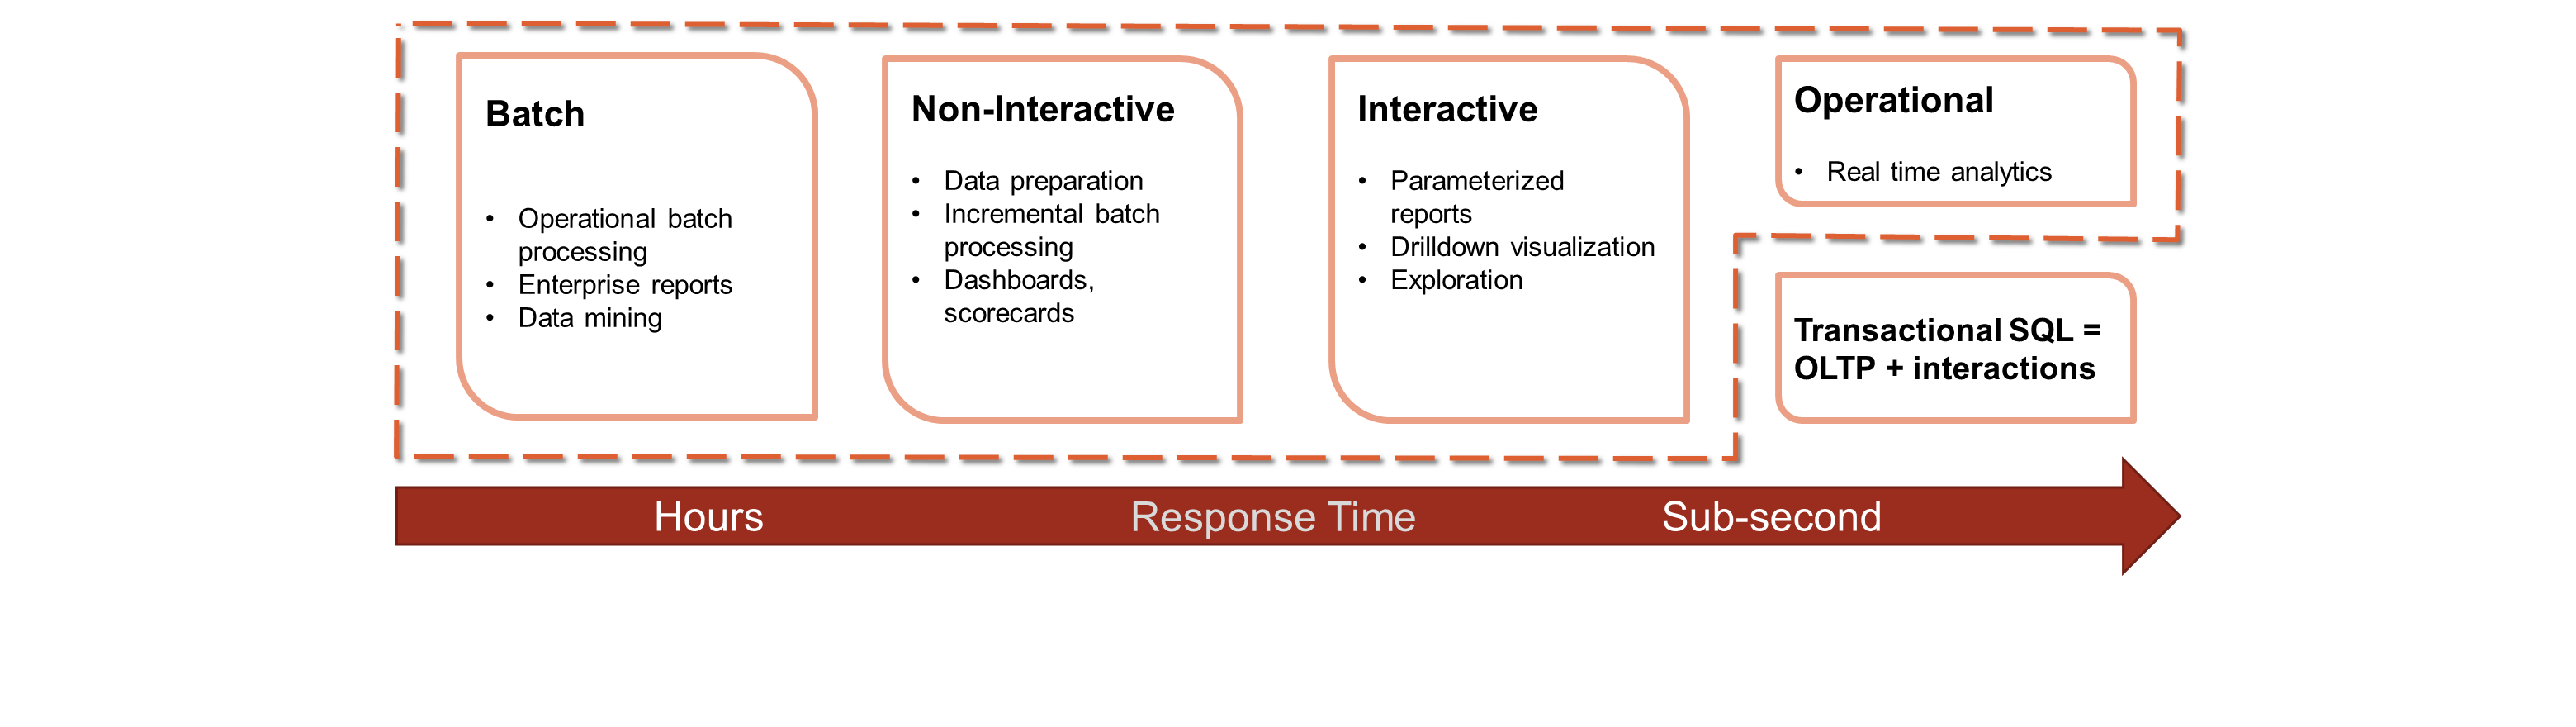 Batch
• Operational batch
processing
• Enterprise reports
• Data mining
Non-Interactive
• Data preparation
• Incremental batch
processing
• Dashboards,
scorecards
Interactive
• Parameterized
reports
• Drilldown visualization
• Exploration
Operational
• Real time analytics
Transactional SQL =
OLTP + interactions
Hours Response Time Sub-second